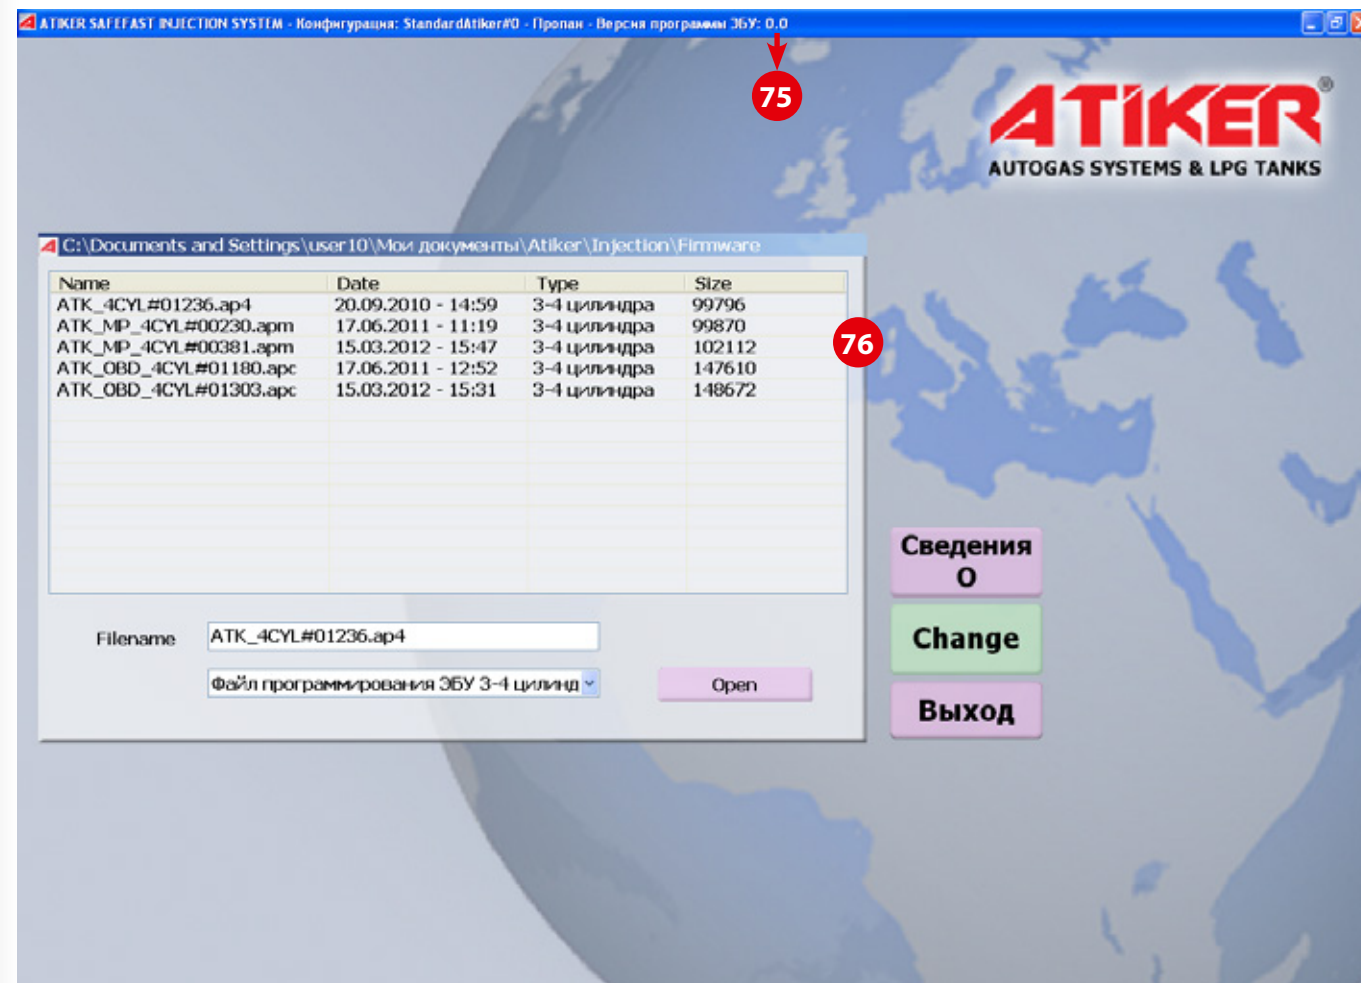 ATIKER SAFEFAST INJECTION SYSTEM - Конфигурация: StandardAtiker#0 - Пропан - Версия программы ЭБУ: 0.0
75
ATİKER®
AUTOGAS SYSTEMS & LPG TANKS
C:\Documents and Settings\user10\Мои документы\Atiker\Injection\Firmware
Name Date Type Size
ATK_4CYL#01236.ap4 20.09.2010 - 14:59 3-4 цилиндра 99796
ATK_MP_4CYL#00230.apm 17.06.2011 - 11:19 3-4 цилиндра 99870
ATK_MP_4CYL#00381.apm 15.03.2012 - 15:47 3-4 цилиндра 102112
ATK_OBD_4CYL#01180.apc 17.06.2011 - 12:52 3-4 цилиндра 147610
ATK_OBD_4CYL#01303.apc 15.03.2012 - 15:31 3-4 цилиндра 148672
76
Filename ATK_4CYL#01236.ap4
Файл программирования ЭБУ 3-4 цилинд
Open
Сведения
О
Change
Выход